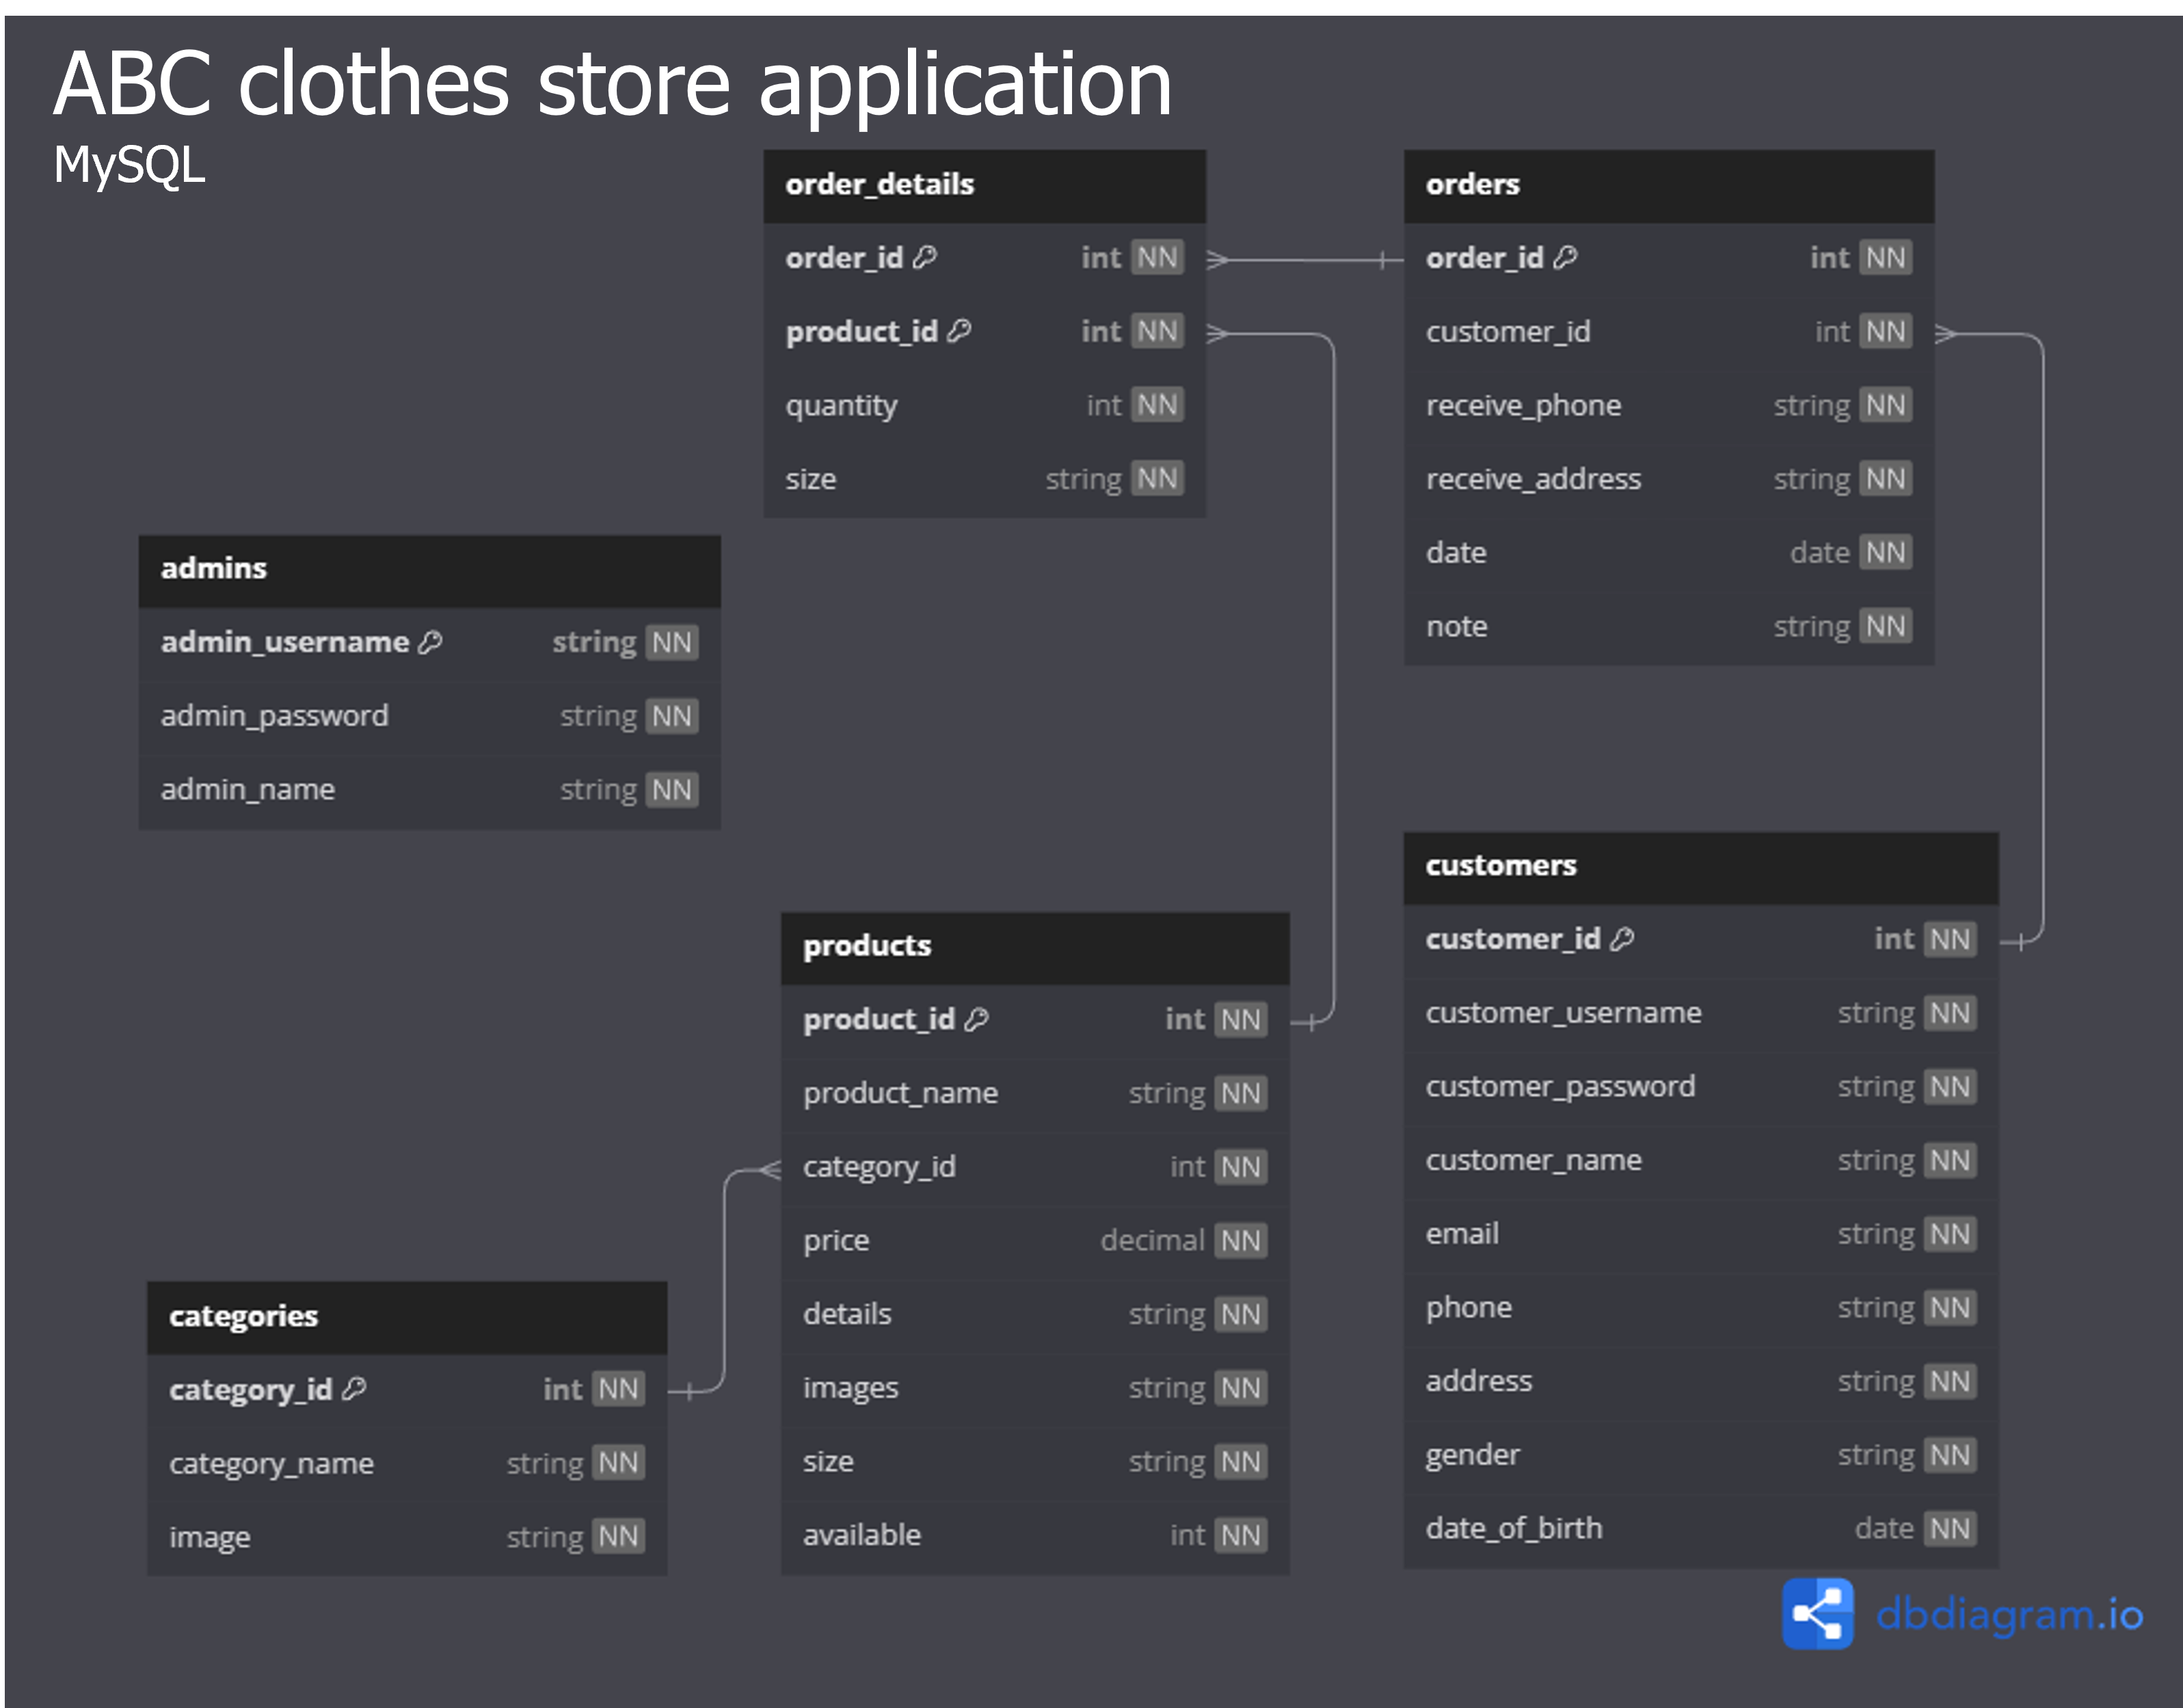 ABC clothes store application
MySQL
order_details
order_id int NN
product_id int NN
quantity int NN
size string NN
orders
order_id int NN
customer_id int NN
receive_phone string NN
receive_address string NN
date date NN
note string NN
admins
admin_username string NN
admin_password string NN
admin_name string NN
customers
customer_id int NN
customer_username string NN
customer_password string NN
customer_name string NN
email string NN
phone string NN
address string NN
gender string NN
date_of_birth date NN
products
product_id int NN
product_name string NN
category_id int NN
price decimal NN
details string NN
images string NN
size string NN
available int NN
categories
category_id int NN
category_name string NN
image string NN
dbdiagram.io